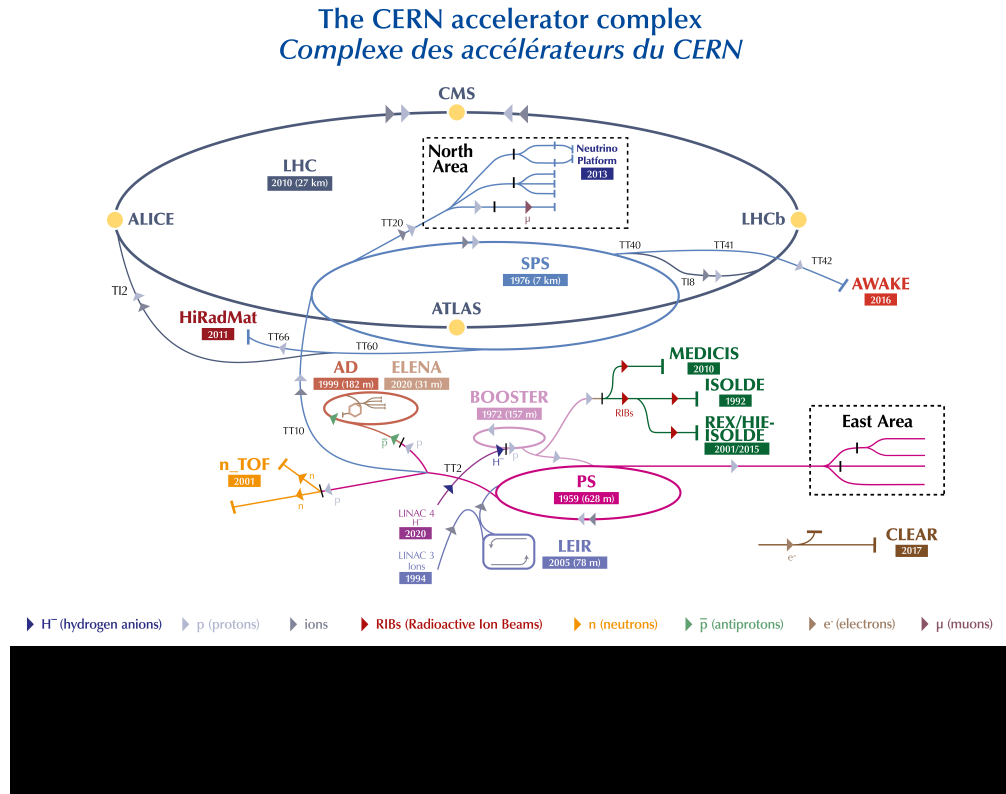 The CERN accelerator complex
Complexe des accélérateurs du CERN
CMS
North
Area
Neutrino
Platform
2013
LHC
2010 (27 km)
µ
ALICE
LHCb
TT20
TT40
TT41
TT42
SPS
1976 (7 km)
TI8
TI2
AWAKE
2016
ATLAS
HiRadMat
2011
TT66
TT60
AD
1999 (182 m)
ELENA
2020 (31 m)
MEDICIS
2010
ISOLDE
1992
BOOSTER
1972 (157 m)
RIBs
REX/HIE-
ISOLDE
2001/2015
East Area
TT10
p̅
p
H⁻
p
n_TOF
2001
n
n
p
TT2
PS
1959 (628 m)
LINAC 4
H⁻
2020
LINAC 3
Ions
1994
LEIR
2005 (78 m)
CLEAR
2017
e⁻
H⁻ (hydrogen anions)
p (protons)
ions
RIBs (Radioactive Ion Beams)
n (neutrons)
p̅ (antiprotons)
e⁻ (electrons)
µ (muons)